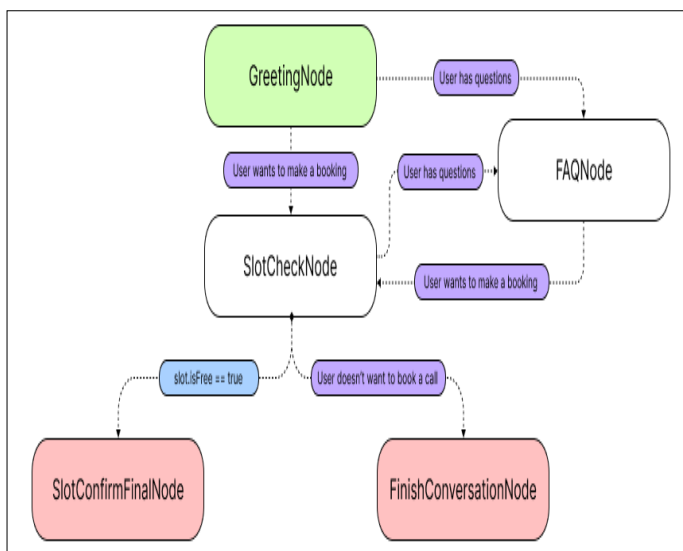 GreetingNode
User has questions
User wants to make a booking
User has questions
FAQNode
SlotCheckNode
User wants to make a booking
slot.isFree == true
User doesn't want to book a call
SlotConfirmFinalNode
FinishConversationNode